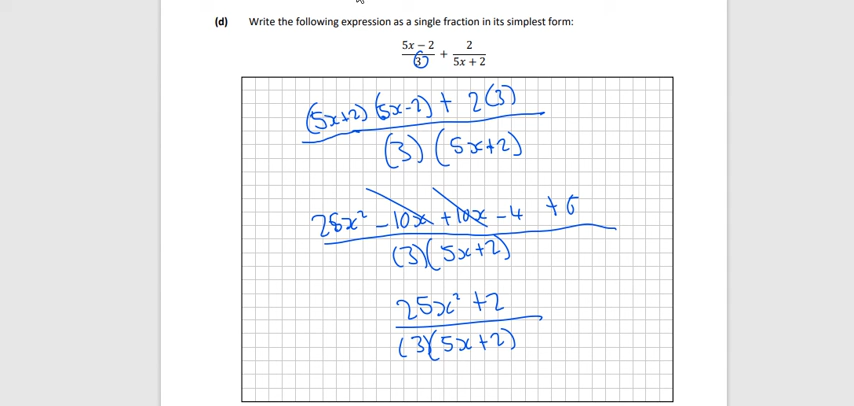 (d) Write the following expression as a single fraction in its simplest form:
5x − 2 2
3 + 5x + 2
(5x+2) (5x-2) + 2(3)
(3) (5x+2)
25x² - 10x + 10x - 4 + 6
(3)(5x+2)
25x² + 2
(3)(5x+2)